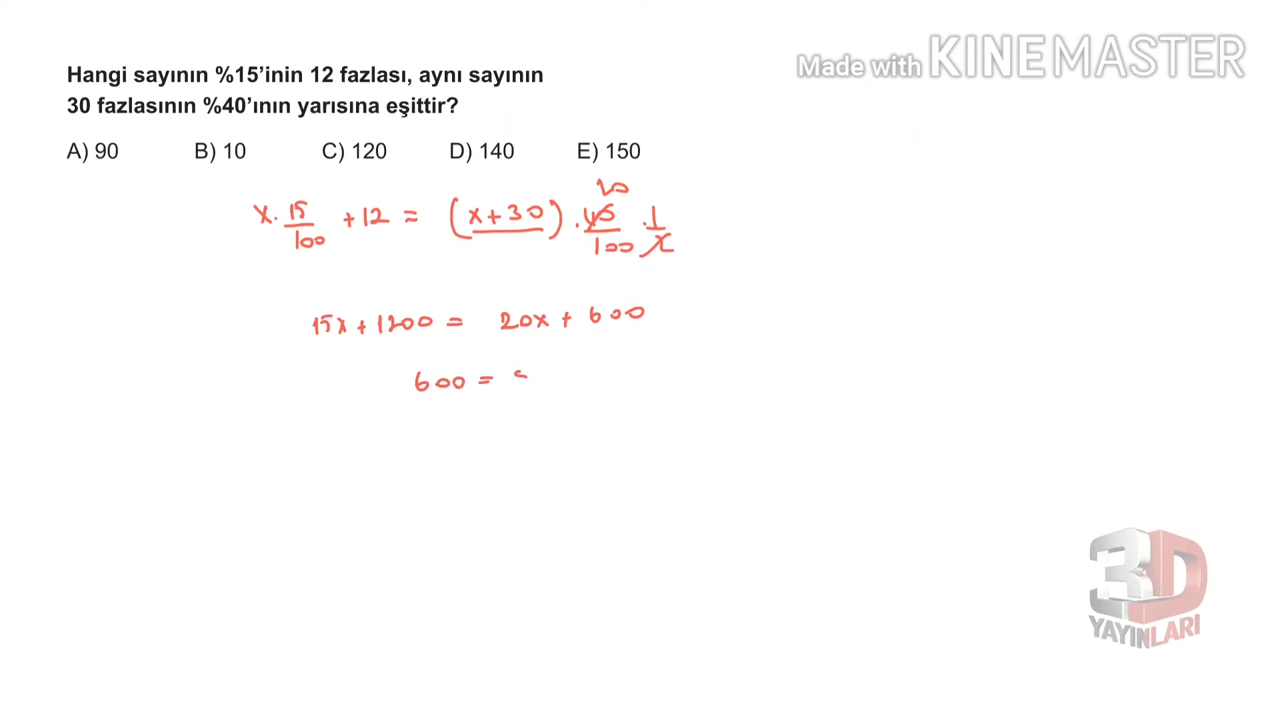 Made with KINEMASTER
Hangi sayının %15’inin 12 fazlası, aynı sayının
30 fazlasının %40’ının yarısına eşittir?
A) 90 B) 10 C) 120 D) 140 E) 150
20
x · 15/100 + 12 = (x + 30) · 40/100 · 1/2
15x + 1200 = 20x + 600
600 =
3D
YAYINLARI